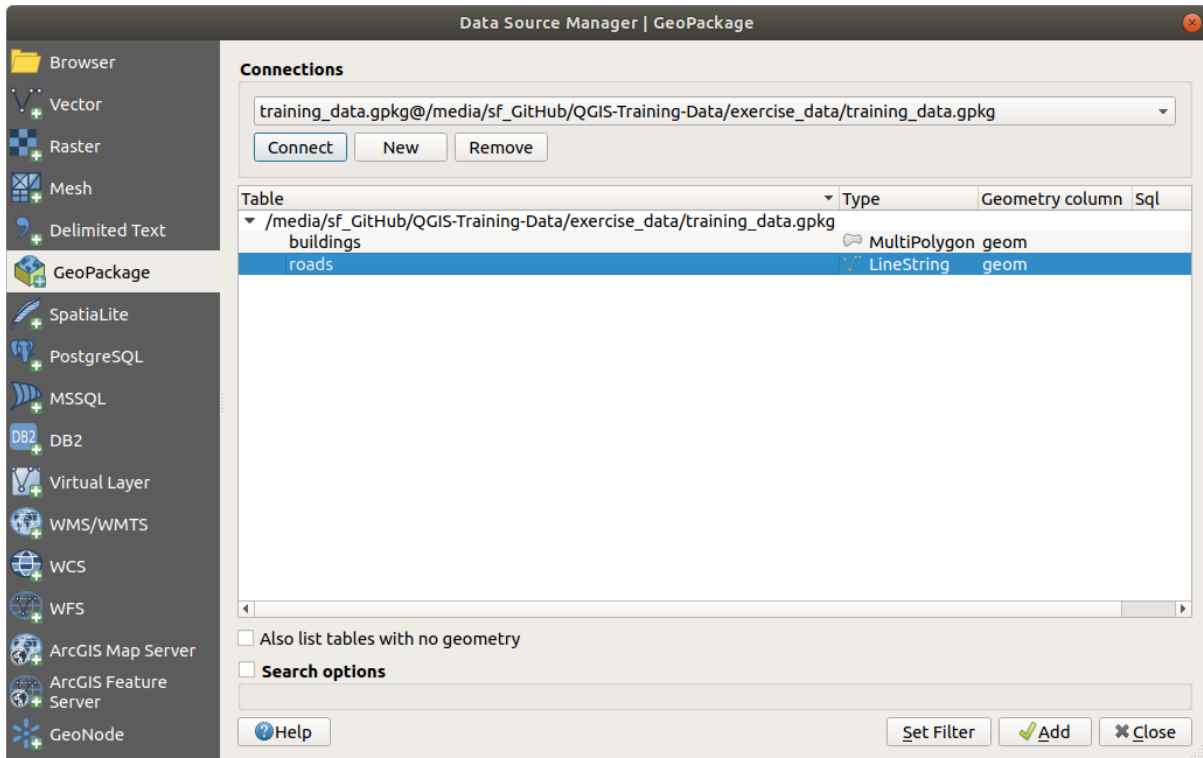 Data Source Manager | GeoPackage
Browser
Vector
Raster
Mesh
Delimited Text
GeoPackage
SpatiaLite
PostgreSQL
MSSQL
DB2 DB2
Virtual Layer
WMS/WMTS
WCS
WFS
ArcGIS Map Server
ArcGIS Feature
Server
GeoNode
Connections
training_data.gpkg@/media/sf_GitHub/QGIS-Training-Data/exercise_data/training_data.gpkg
Connect New Remove
Table Type Geometry column Sql
/media/sf_GitHub/QGIS-Training-Data/exercise_data/training_data.gpkg
buildings MultiPolygon geom
roads LineString geom
Also list tables with no geometry
Search options
Help Set Filter Add Close